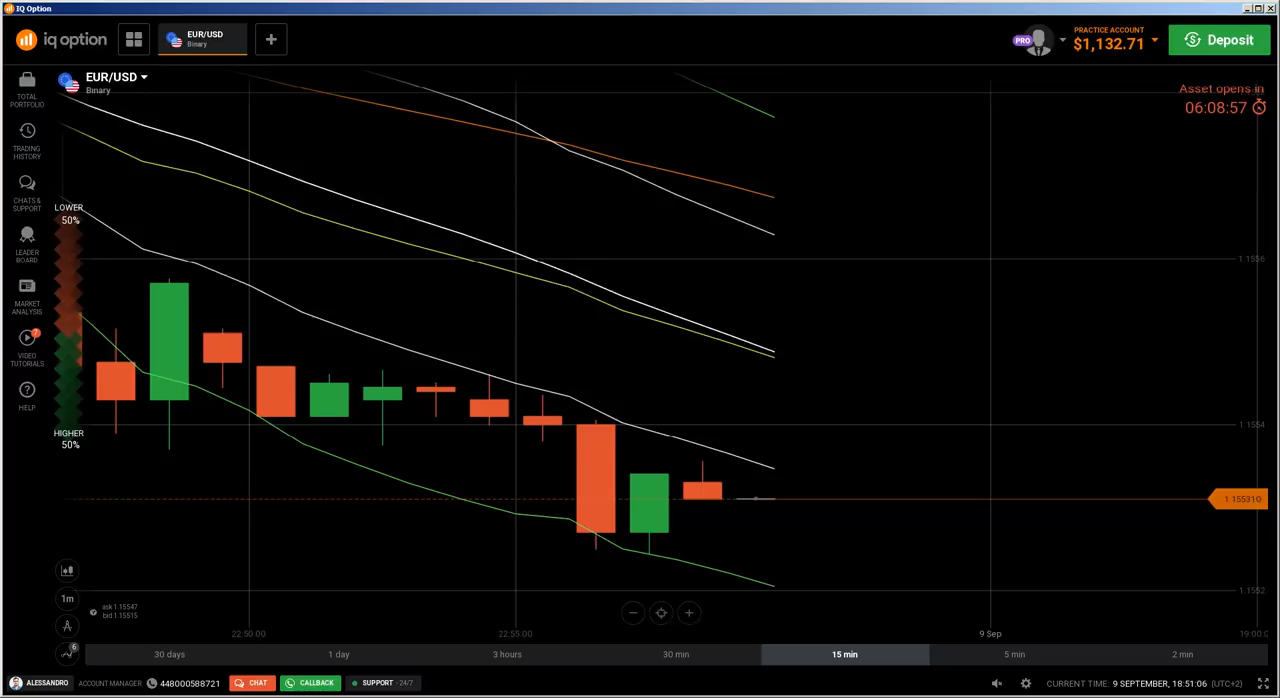 IQ Option
iq option
EUR/USD
Binary
PRO
PRACTICE ACCOUNT
$1,132.71
Deposit
TOTAL
PORTFOLIO
TRADING
HISTORY
CHATS &
SUPPORT
LEADER
BOARD
MARKET
ANALYSIS
7
VIDEO
TUTORIALS
HELP
EUR/USD
Binary
Asset opens in
06:08:57
LOWER
50%
HIGHER
50%
1.1556
1.1554
1.155310
1.1552
1m
6
ask 1.15547
bid 1.15515
22:50:00
22:55:00
9 Sep
19:00:0
30 days
1 day
3 hours
30 min
15 min
5 min
2 min
ALESSANDRO
ACCOUNT MANAGER
448000588721
CHAT
CALLBACK
SUPPORT - 24/7
CURRENT TIME: 9 SEPTEMBER, 18:51:06 (UTC+2)